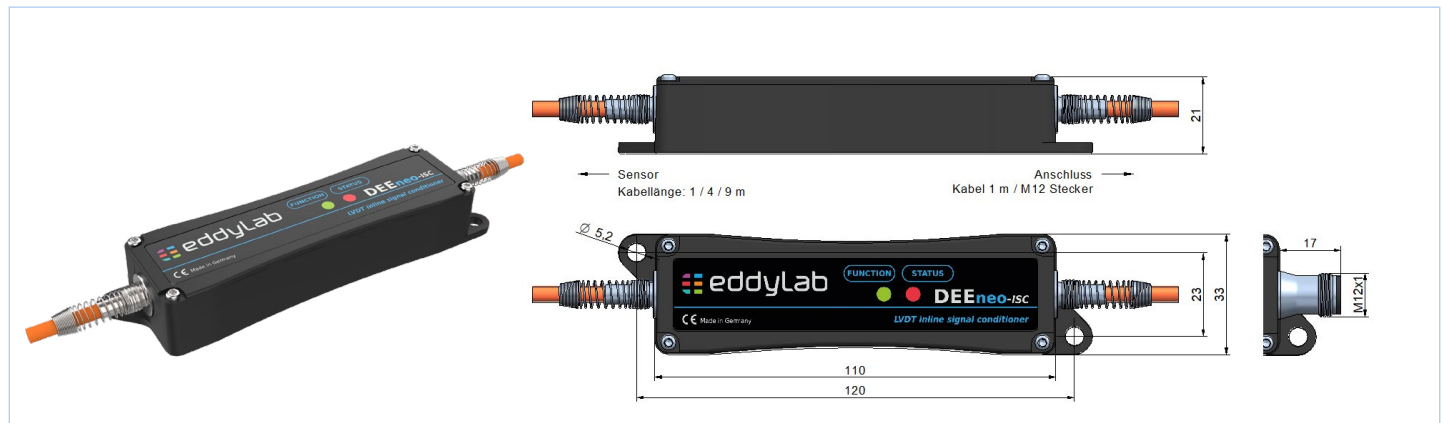 eddyLab
FUNCTION
STATUS
DEEneo-ISC
LVDT inline signal conditioner
CE Made in Germany
21
Sensor
Kabellänge: 1 / 4 / 9 m
Anschluss
Kabel 1 m / M12 Stecker
Ø 5,2
FUNCTION STATUS
eddyLab
DEEneo-ISC
CE Made in Germany
LVDT inline signal conditioner
23
33
110
120
17
M12x1